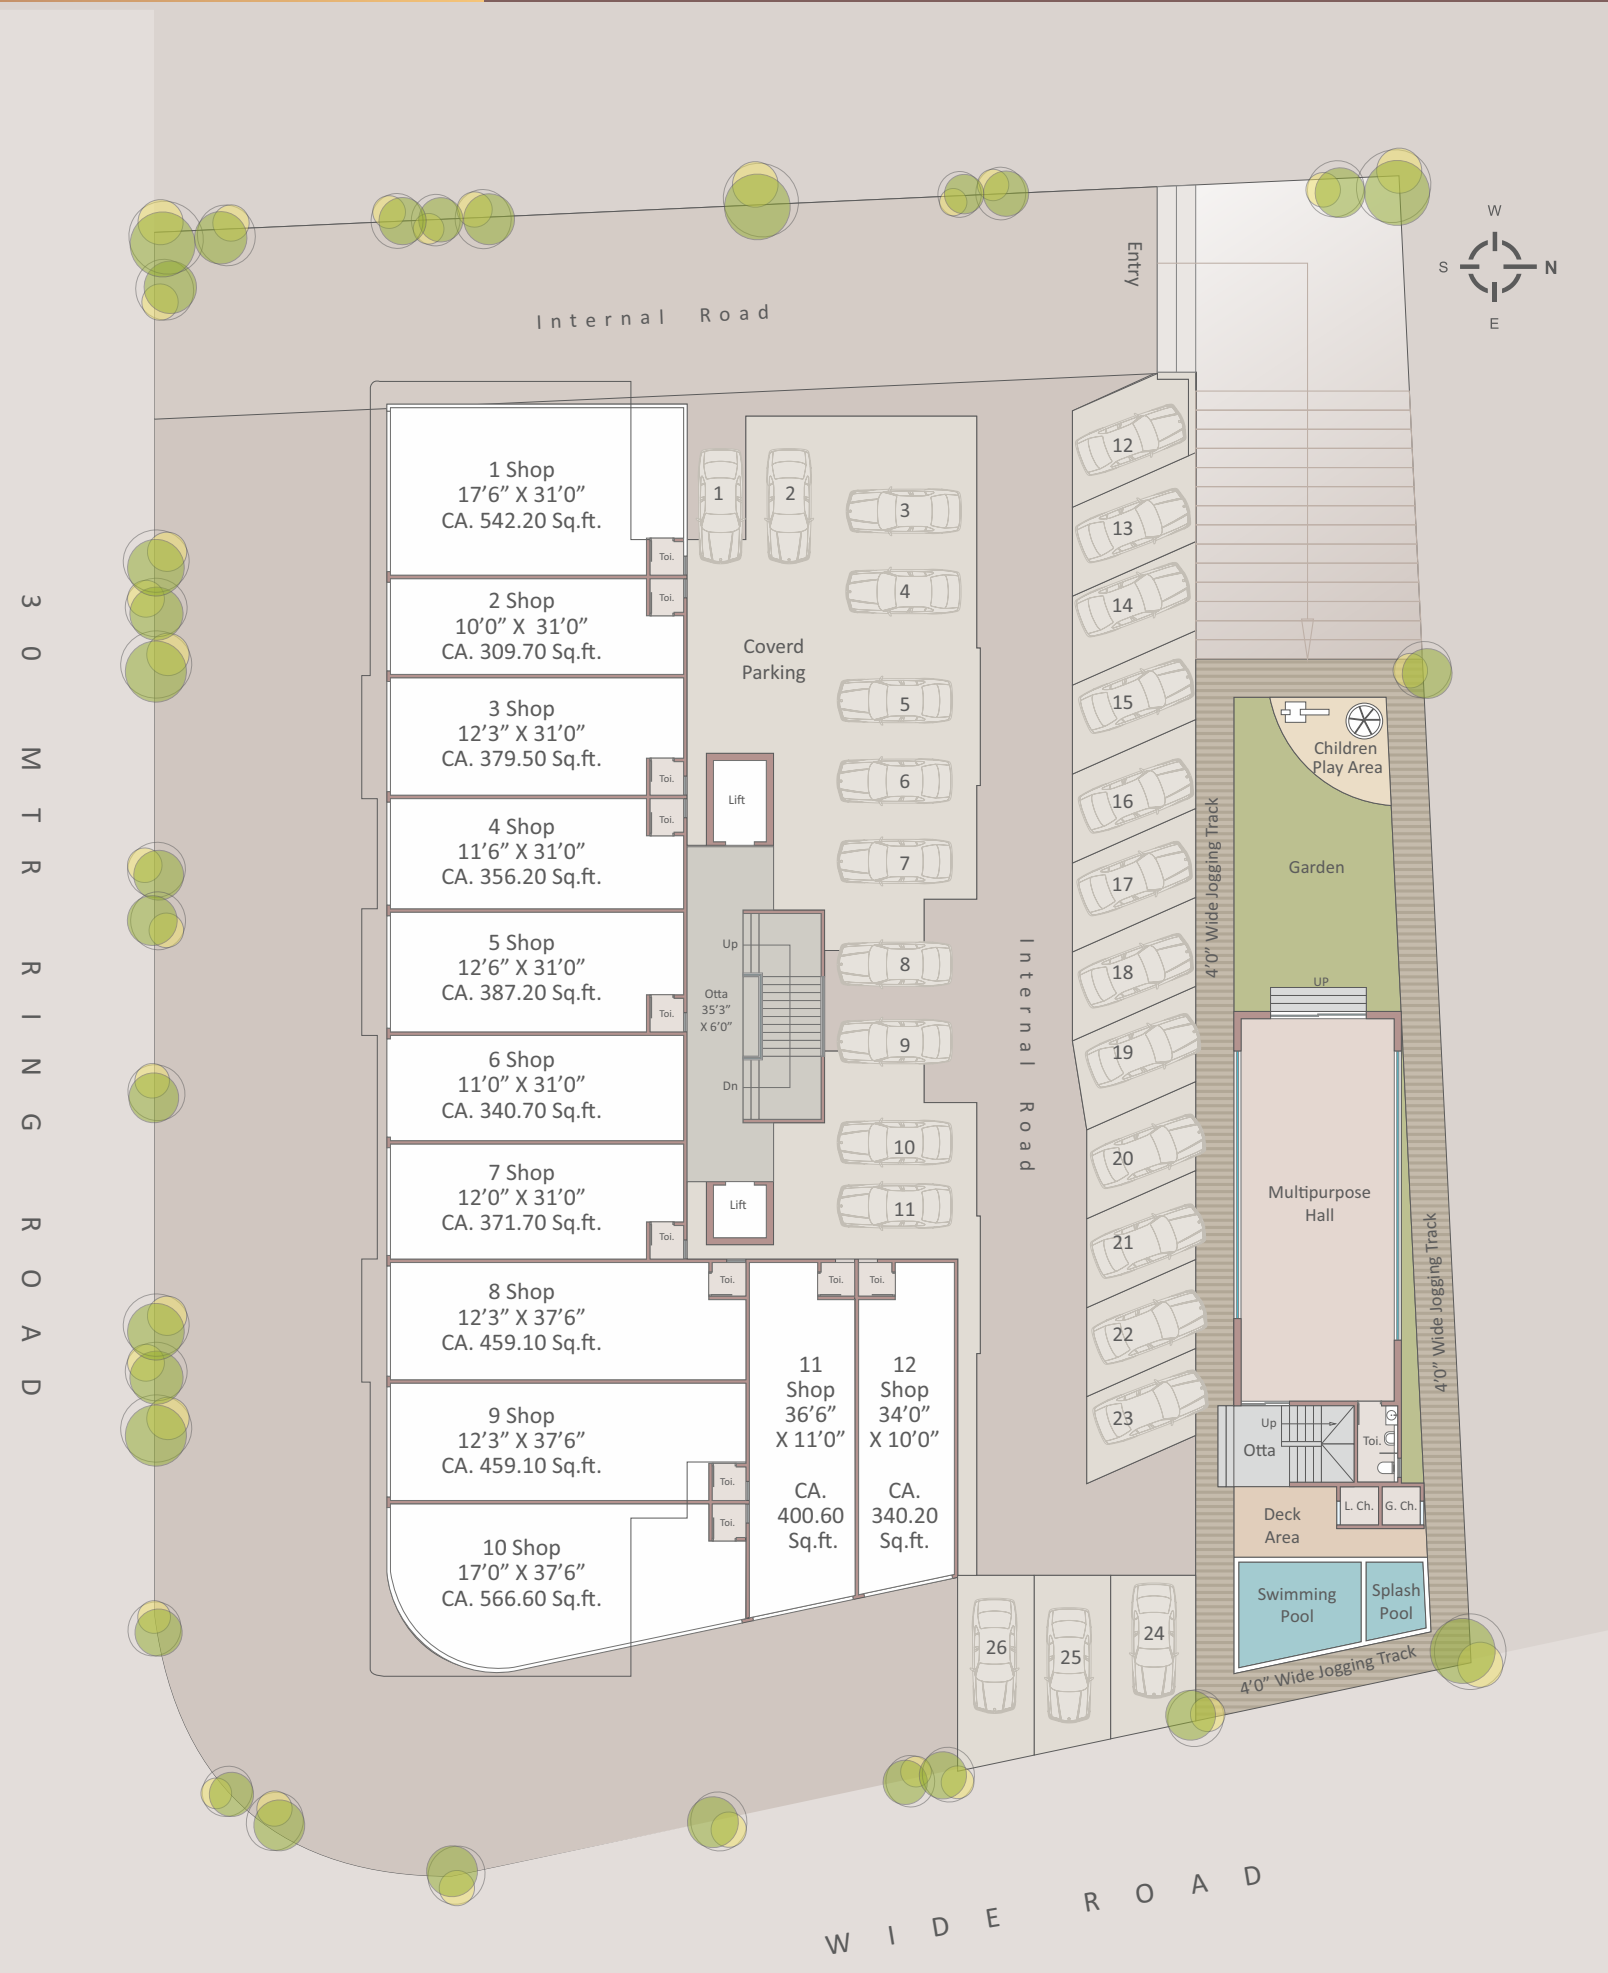 W
S
N
E
Entry
Internal Road
1 Shop
17’6” X 31’0”
CA. 542.20 Sq.ft.
Toi.
2 Shop
10’0” X 31’0”
CA. 309.70 Sq.ft.
Toi.
3 Shop
12’3” X 31’0”
CA. 379.50 Sq.ft.
Toi.
4 Shop
11’6” X 31’0”
CA. 356.20 Sq.ft.
Toi.
5 Shop
12’6” X 31’0”
CA. 387.20 Sq.ft.
Toi.
6 Shop
11’0” X 31’0”
CA. 340.70 Sq.ft.
7 Shop
12’0” X 31’0”
CA. 371.70 Sq.ft.
Toi.
8 Shop
12’3” X 37’6”
CA. 459.10 Sq.ft.
Toi.
9 Shop
12’3” X 37’6”
CA. 459.10 Sq.ft.
Toi.
10 Shop
17’0” X 37’6”
CA. 566.60 Sq.ft.
Toi.
11
Shop
36’6”
X 11’0”
CA.
400.60
Sq.ft.
Toi.
12
Shop
34’0”
X 10’0”
CA.
340.20
Sq.ft.
Toi.
1
2
3
4
Coverd
Parking
5
6
7
8
9
10
11
Lift
Up
Otta
35’3”
X 6’0”
Dn
Lift
Internal Road
12
13
14
15
16
17
18
19
20
21
22
23
24
25
26
4’0” Wide Jogging Track
Children
Play Area
Garden
UP
Multipurpose
Hall
4’0” Wide Jogging Track
Up
Otta
Toi.
L. Ch.
G. Ch.
Deck
Area
Swimming
Pool
Splash
Pool
4’0” Wide Jogging Track
30 MTR RING ROAD
WIDE ROAD